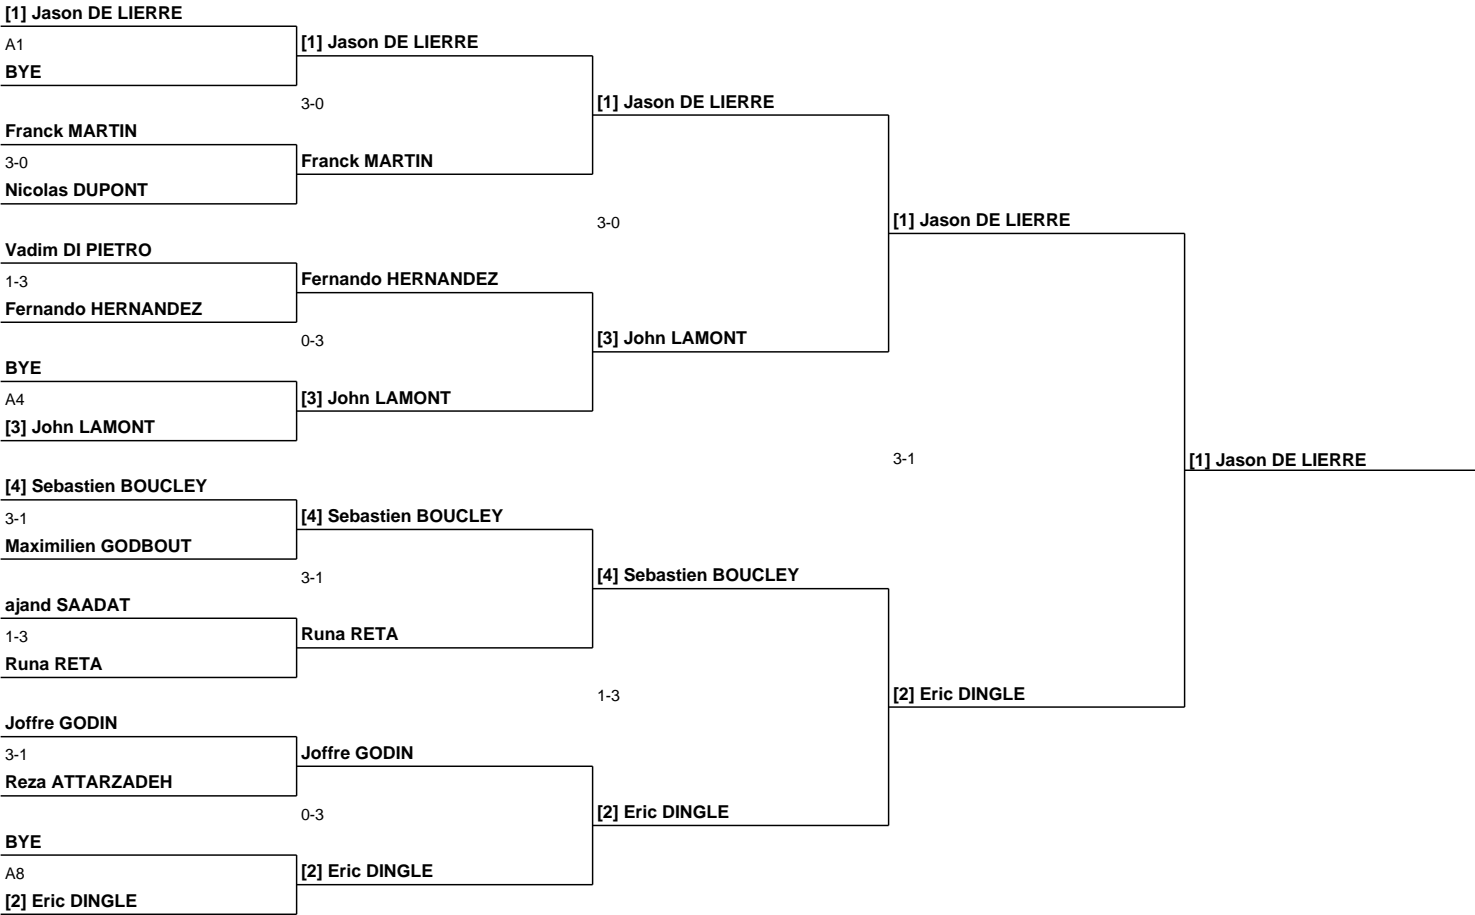 [1] Jason DE LIERRE
A1
BYE
Franck MARTIN
3-0
Nicolas DUPONT
Vadim DI PIETRO
1-3
Fernando HERNANDEZ
BYE
A4
[3] John LAMONT
[4] Sebastien BOUCLEY
3-1
Maximilien GODBOUT
ajand SAADAT
1-3
Runa RETA
Joffre GODIN
3-1
Reza ATTARZADEH
BYE
A8
[2] Eric DINGLE
[1] Jason DE LIERRE
3-0
Franck MARTIN
Fernando HERNANDEZ
0-3
[3] John LAMONT
[4] Sebastien BOUCLEY
3-1
Runa RETA
Joffre GODIN
0-3
[2] Eric DINGLE
[1] Jason DE LIERRE
3-0
[3] John LAMONT
[4] Sebastien BOUCLEY
1-3
[2] Eric DINGLE
[1] Jason DE LIERRE
3-1
[2] Eric DINGLE
[1] Jason DE LIERRE